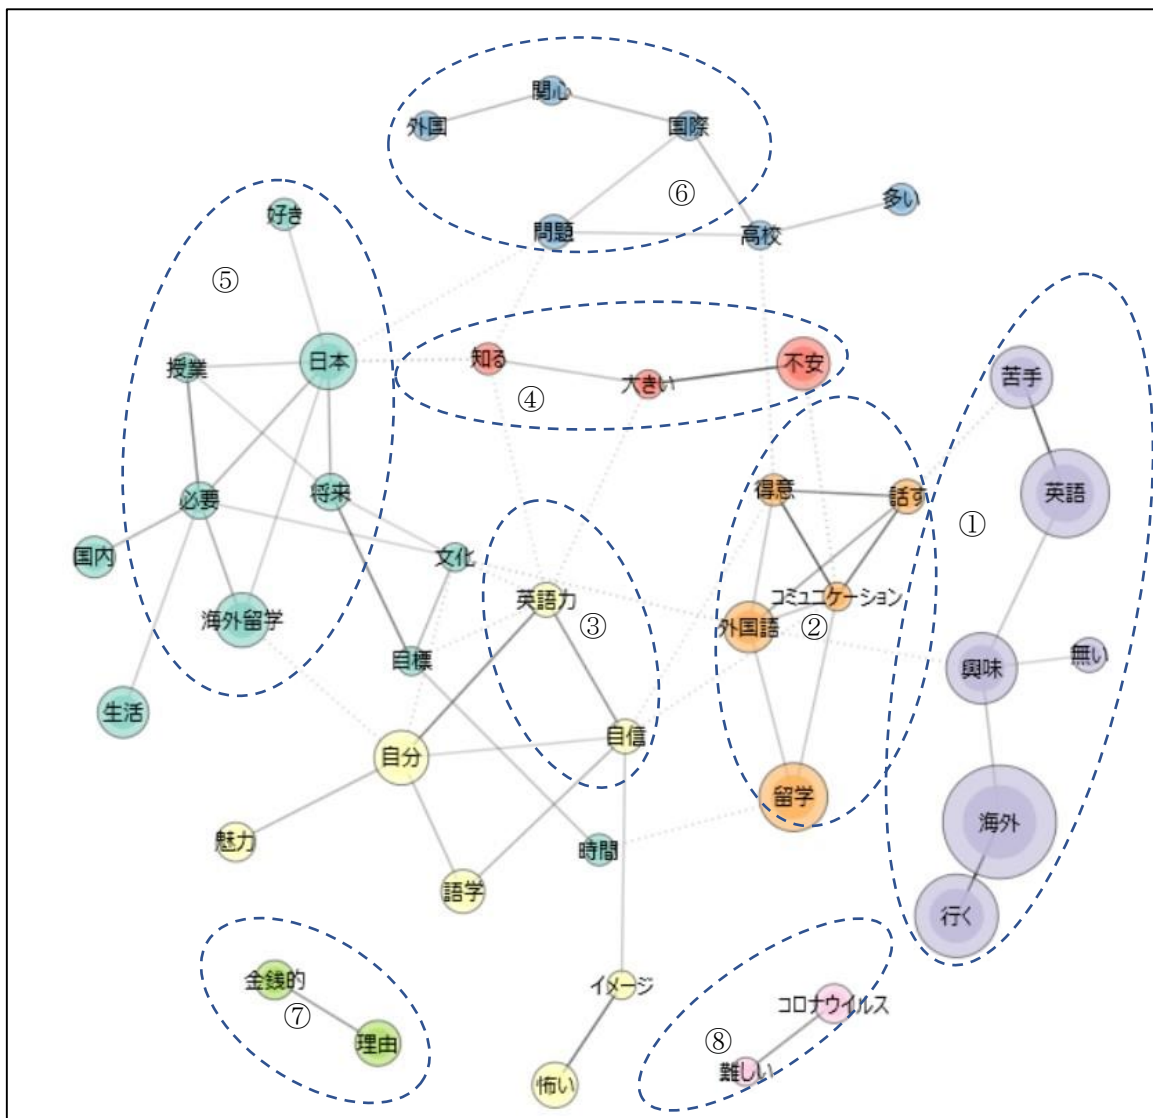 関心
外国
国際
⑥
多い
好き
問題
高校
⑤
日本
知る
不安
授業
大きい
④
苦手
必要
将来
得意
話す
英語
①
国内
文化
英語力
コミュニケーション
海外留学
③
外国語
②
目標
興味
無い
生活
自分
自信
留学
魅力
時間
海外
語学
行く
金銭的
イメージ
コロナウイルス
⑦
理由
⑧
難しい
怖い